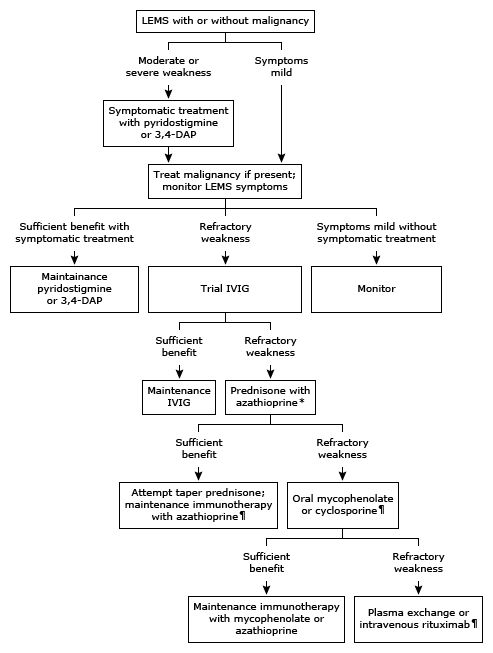 LEMS with or without malignancy
Moderate or
severe weakness
Symptoms
mild
Symptomatic treatment
with pyridostigmine
or 3,4-DAP
Treat malignancy if present;
monitor LEMS symptoms
Sufficient benefit with
symptomatic treatment
Refractory
weakness
Symptoms mild without
symptomatic treatment
Maintainance
pyridostigmine
or 3,4-DAP
Trial IVIG
Monitor
Sufficient
benefit
Refractory
weakness
Maintenance
IVIG
Prednisone with
azathioprine*
Sufficient
benefit
Refractory
weakness
Attempt taper prednisone;
maintenance immunotherapy
with azathioprine¶
Oral mycophenolate
or cyclosporine¶
Sufficient
benefit
Refractory
weakness
Maintenance immunotherapy
with mycophenolate or
azathioprine
Plasma exchange or
intravenous rituximab¶